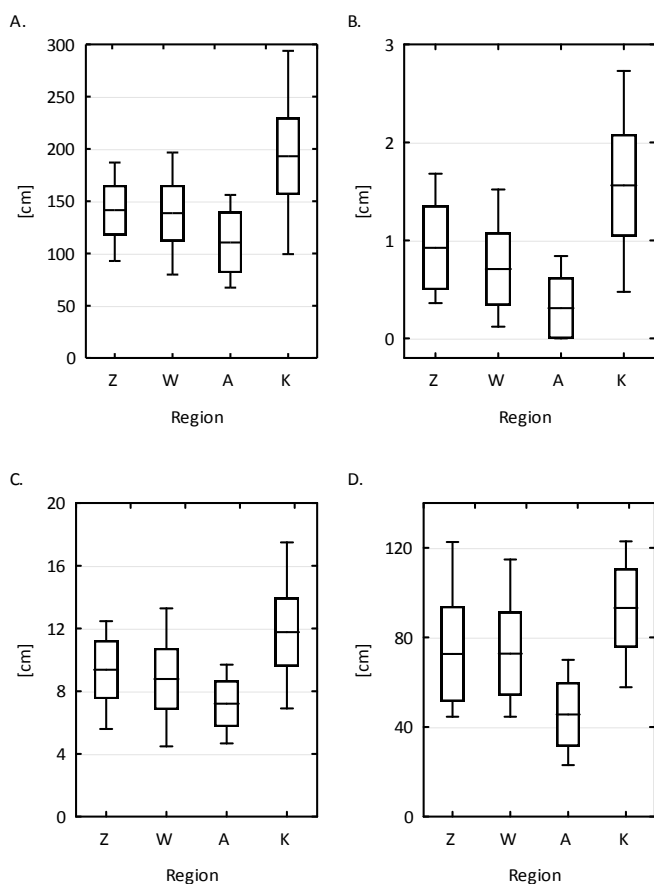 A.
300
250
200
150
100
50
0
[cm]
Z W A K
Region
B.
3
2
1
0
[cm]
Z W A K
Region
C.
20
16
12
8
4
0
[cm]
Z W A K
Region
D.
120
80
40
0
[cm]
Z W A K
Region